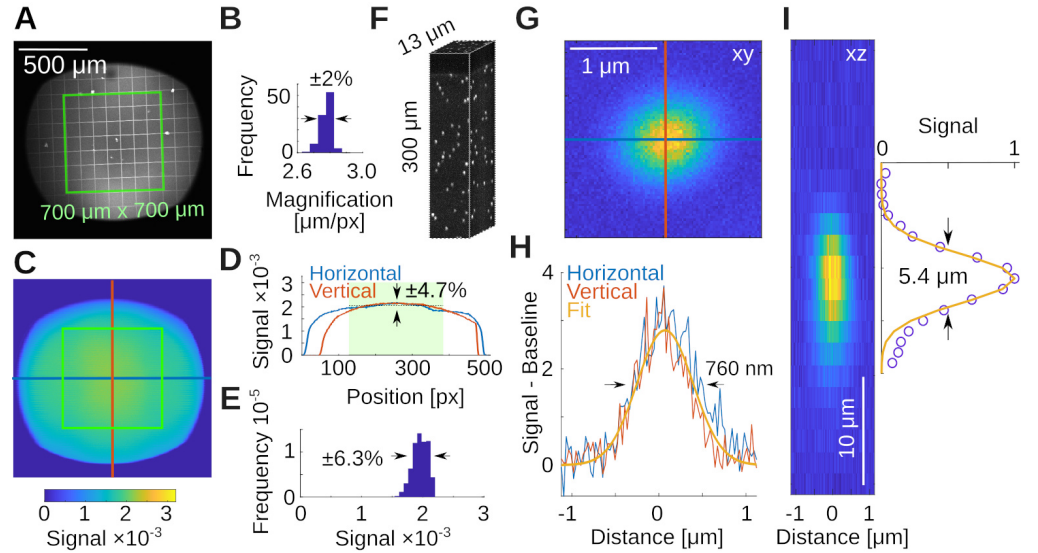 A
500 µm
700 µm x 700 µm
B
±2%
50
0
2.6
3.0
Frequency
Magnification
[µm/px]
C
0
1
2
3
Signal ×10⁻³
D
Horizontal
Vertical
±4.7%
3
2
1
0
100
300
500
Signal ×10⁻³
Position [px]
E
±6.3%
1
0
0
1
2
3
Frequency 10⁻⁵
Signal ×10⁻³
F
13 µm
300 µm
G
1 µm
xy
H
Horizontal
Vertical
Fit
760 nm
4
2
0
-1
0
1
Signal - Baseline
Distance [µm]
I
xz
10 µm
-1
0
1
Distance [µm]
Signal
0
1
5.4 µm